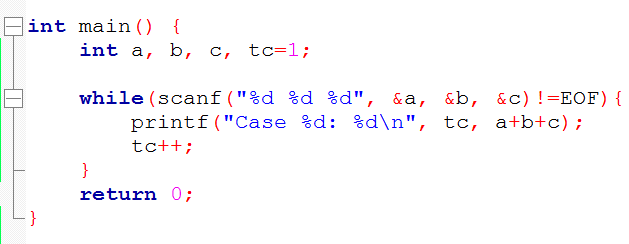 int main() {
    int a, b, c, tc=1;
    while(scanf("%d %d %d", &a, &b, &c)!=EOF){
        printf("Case %d: %d\n", tc, a+b+c);
        tc++;
    }
    return 0;
}